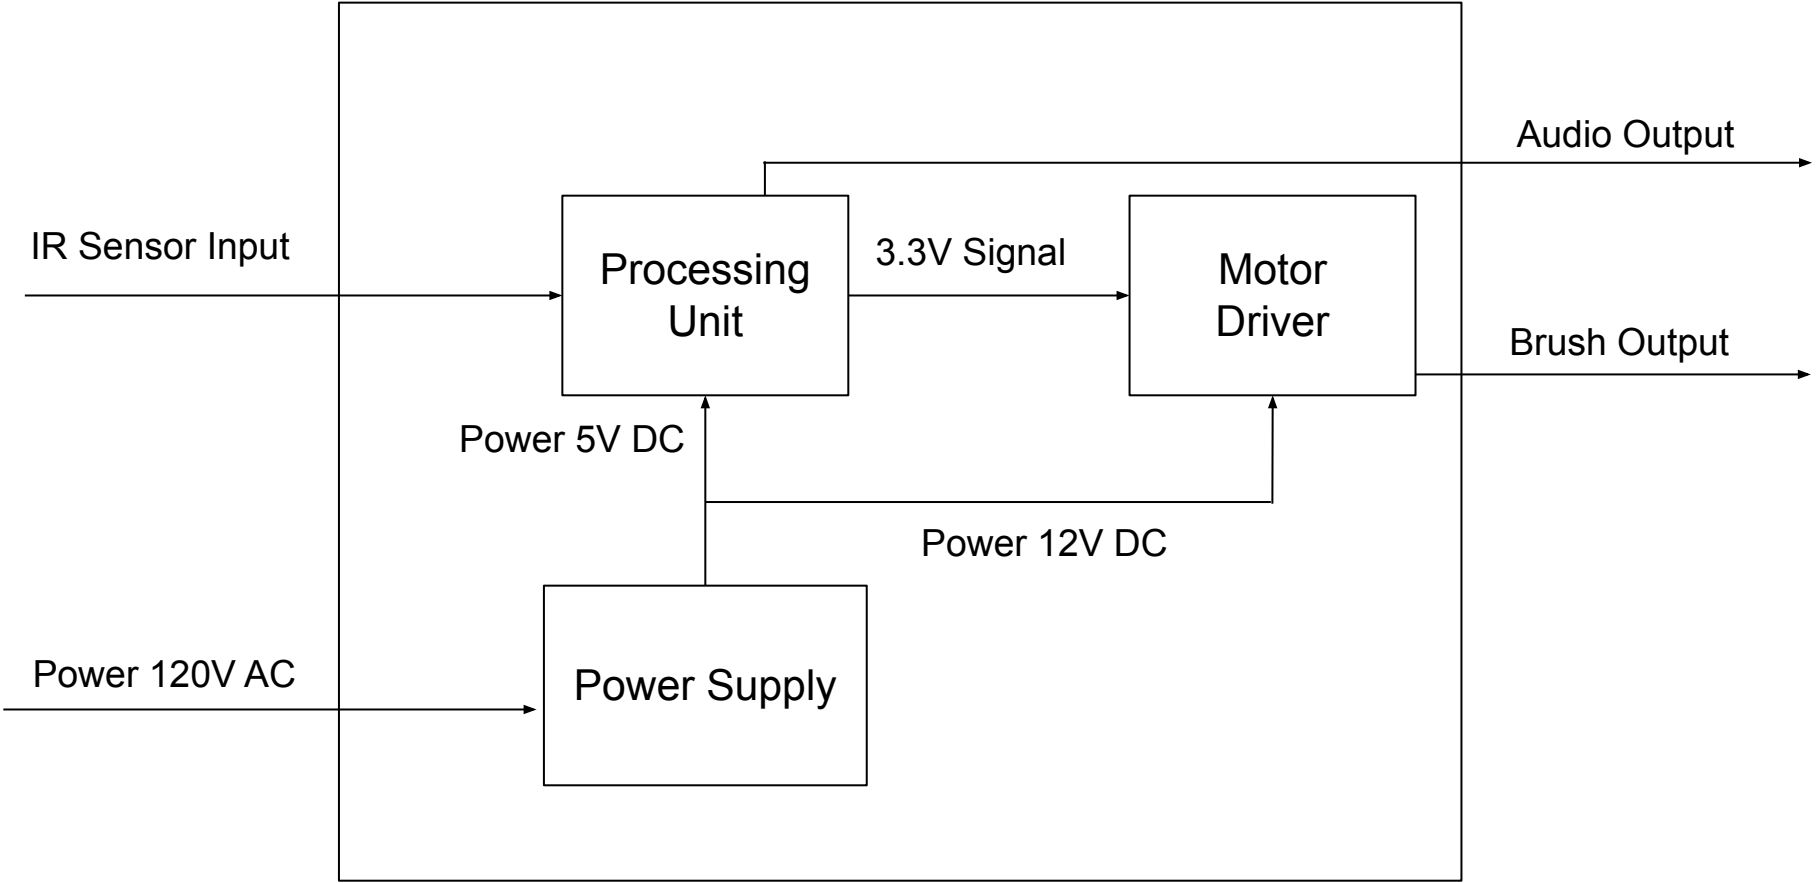 Audio Output
IR Sensor Input
Processing
Unit
3.3V Signal
Motor
Driver
Brush Output
Power 5V DC
Power 12V DC
Power 120V AC
Power Supply